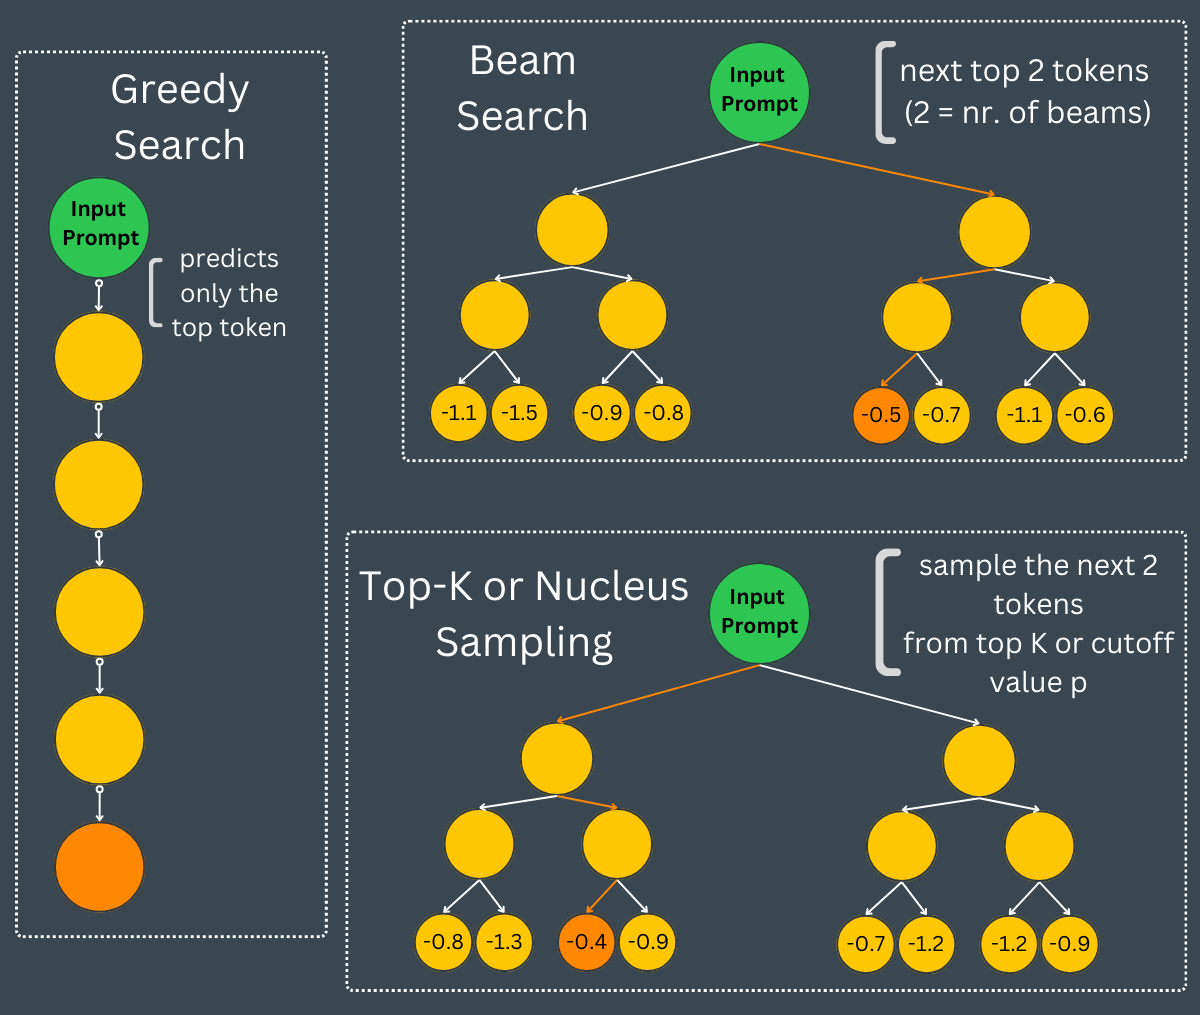 Greedy
Search
Input
Prompt
predicts
only the
top token
Beam
Search
Input
Prompt
next top 2 tokens
(2 = nr. of beams)
-1.1
-1.5
-0.9
-0.8
-0.5
-0.7
-1.1
-0.6
Top-K or Nucleus
Sampling
Input
Prompt
sample the next 2
tokens
from top K or cutoff
value p
-0.8
-1.3
-0.4
-0.9
-0.7
-1.2
-1.2
-0.9